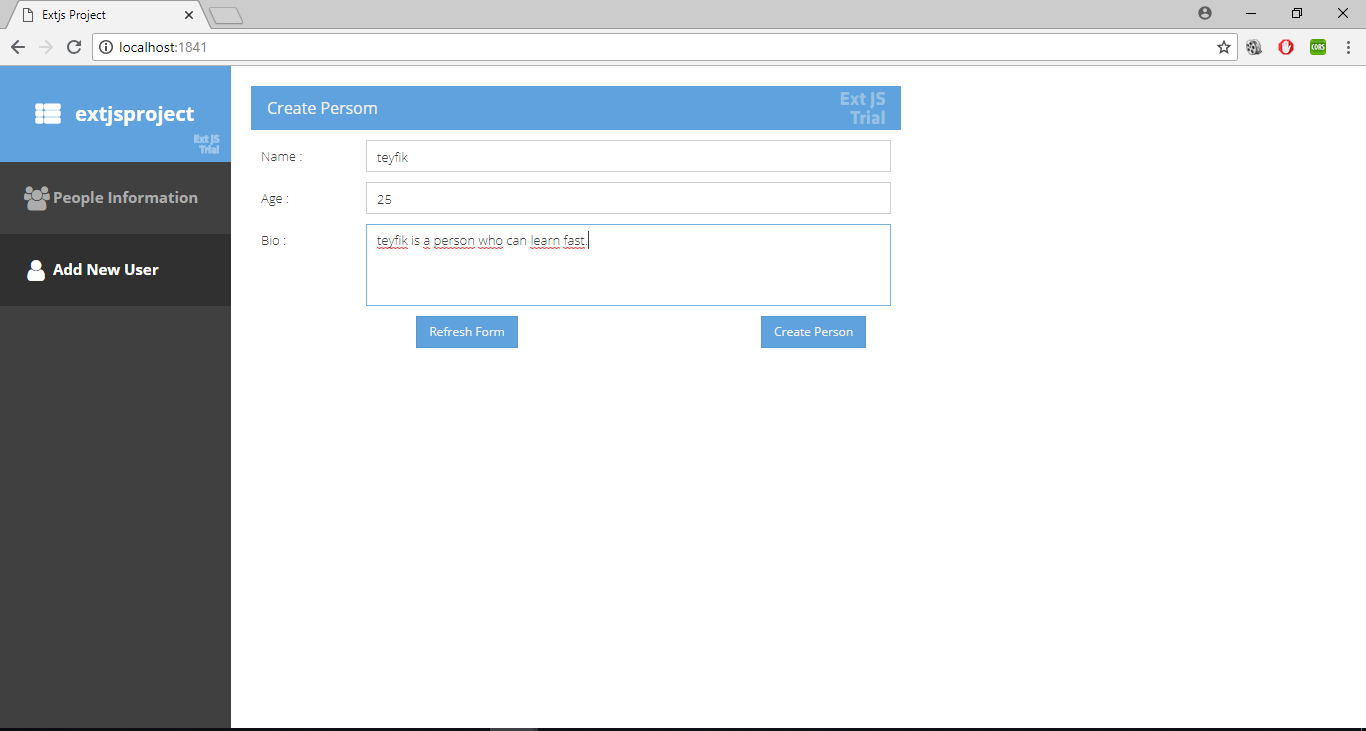 Extjs Project
localhost:1841
CORS
extjsproject
Ext JS
Trial
People Information
Add New User
Create Persom
Ext JS
Trial
Name :
teyfik
Age :
25
Bio :
teyfik is a person who can learn fast.
Refresh Form
Create Person